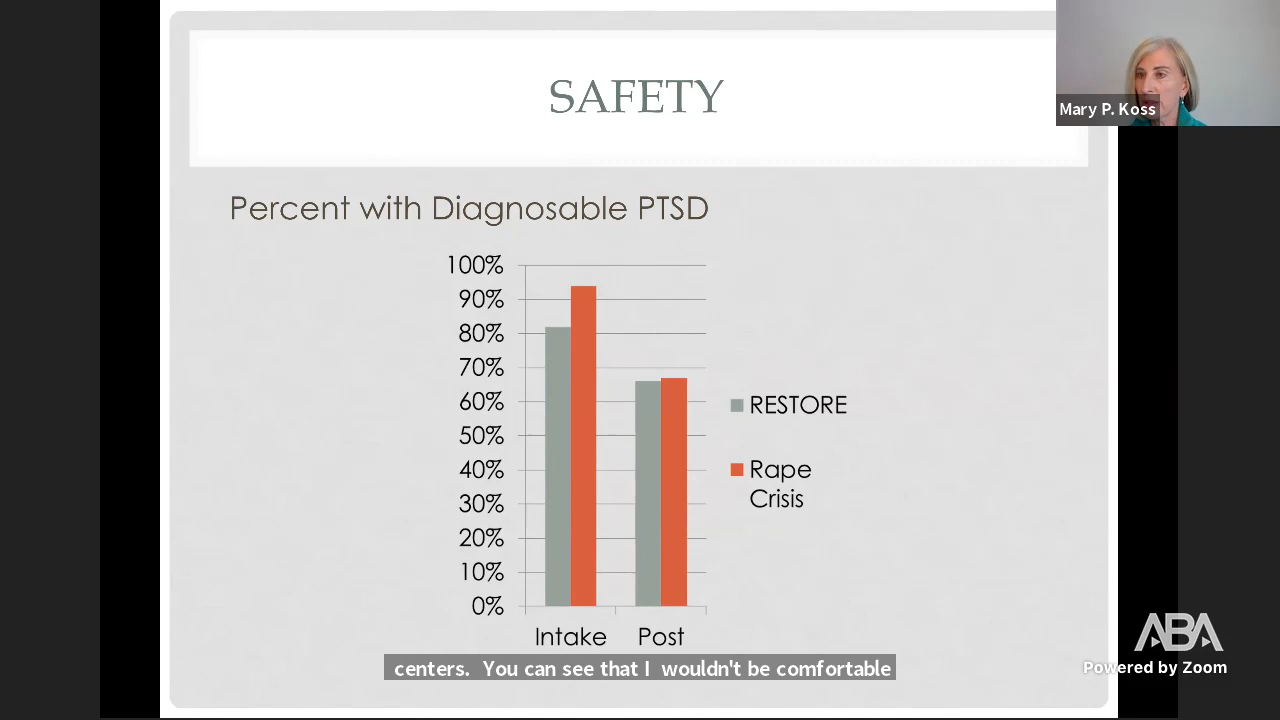 SAFETY
Mary P. Koss
Percent with Diagnosable PTSD
100%
90%
80%
70%
60%
50%
40%
30%
20%
10%
0%
Intake Post
RESTORE
Rape
Crisis
centers. You can see that I wouldn't be comfortable
ABA
Powered by Zoom